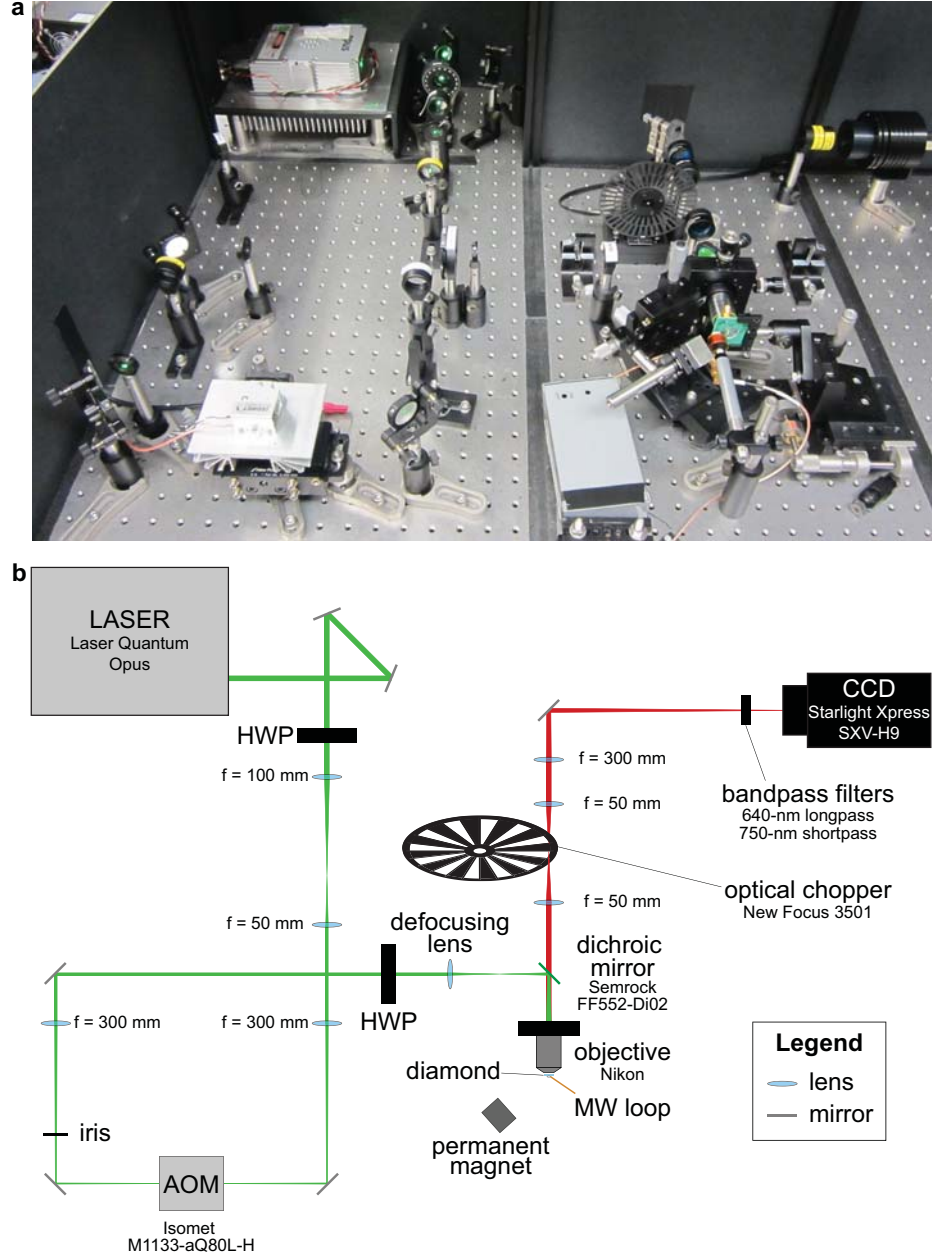 a
b
LASER
Laser Quantum
Opus
HWP
f = 100 mm
f = 50 mm
f = 300 mm
f = 300 mm
iris
AOM
Isomet
M1133-aQ80L-H
HWP
defocusing
lens
CCD
Starlight Xpress
SXV-H9
f = 300 mm
f = 50 mm
bandpass filters
640-nm longpass
750-nm shortpass
optical chopper
New Focus 3501
f = 50 mm
dichroic
mirror
Semrock
FF552-Di02
objective
Nikon
diamond
MW loop
permanent
magnet
Legend
lens
mirror